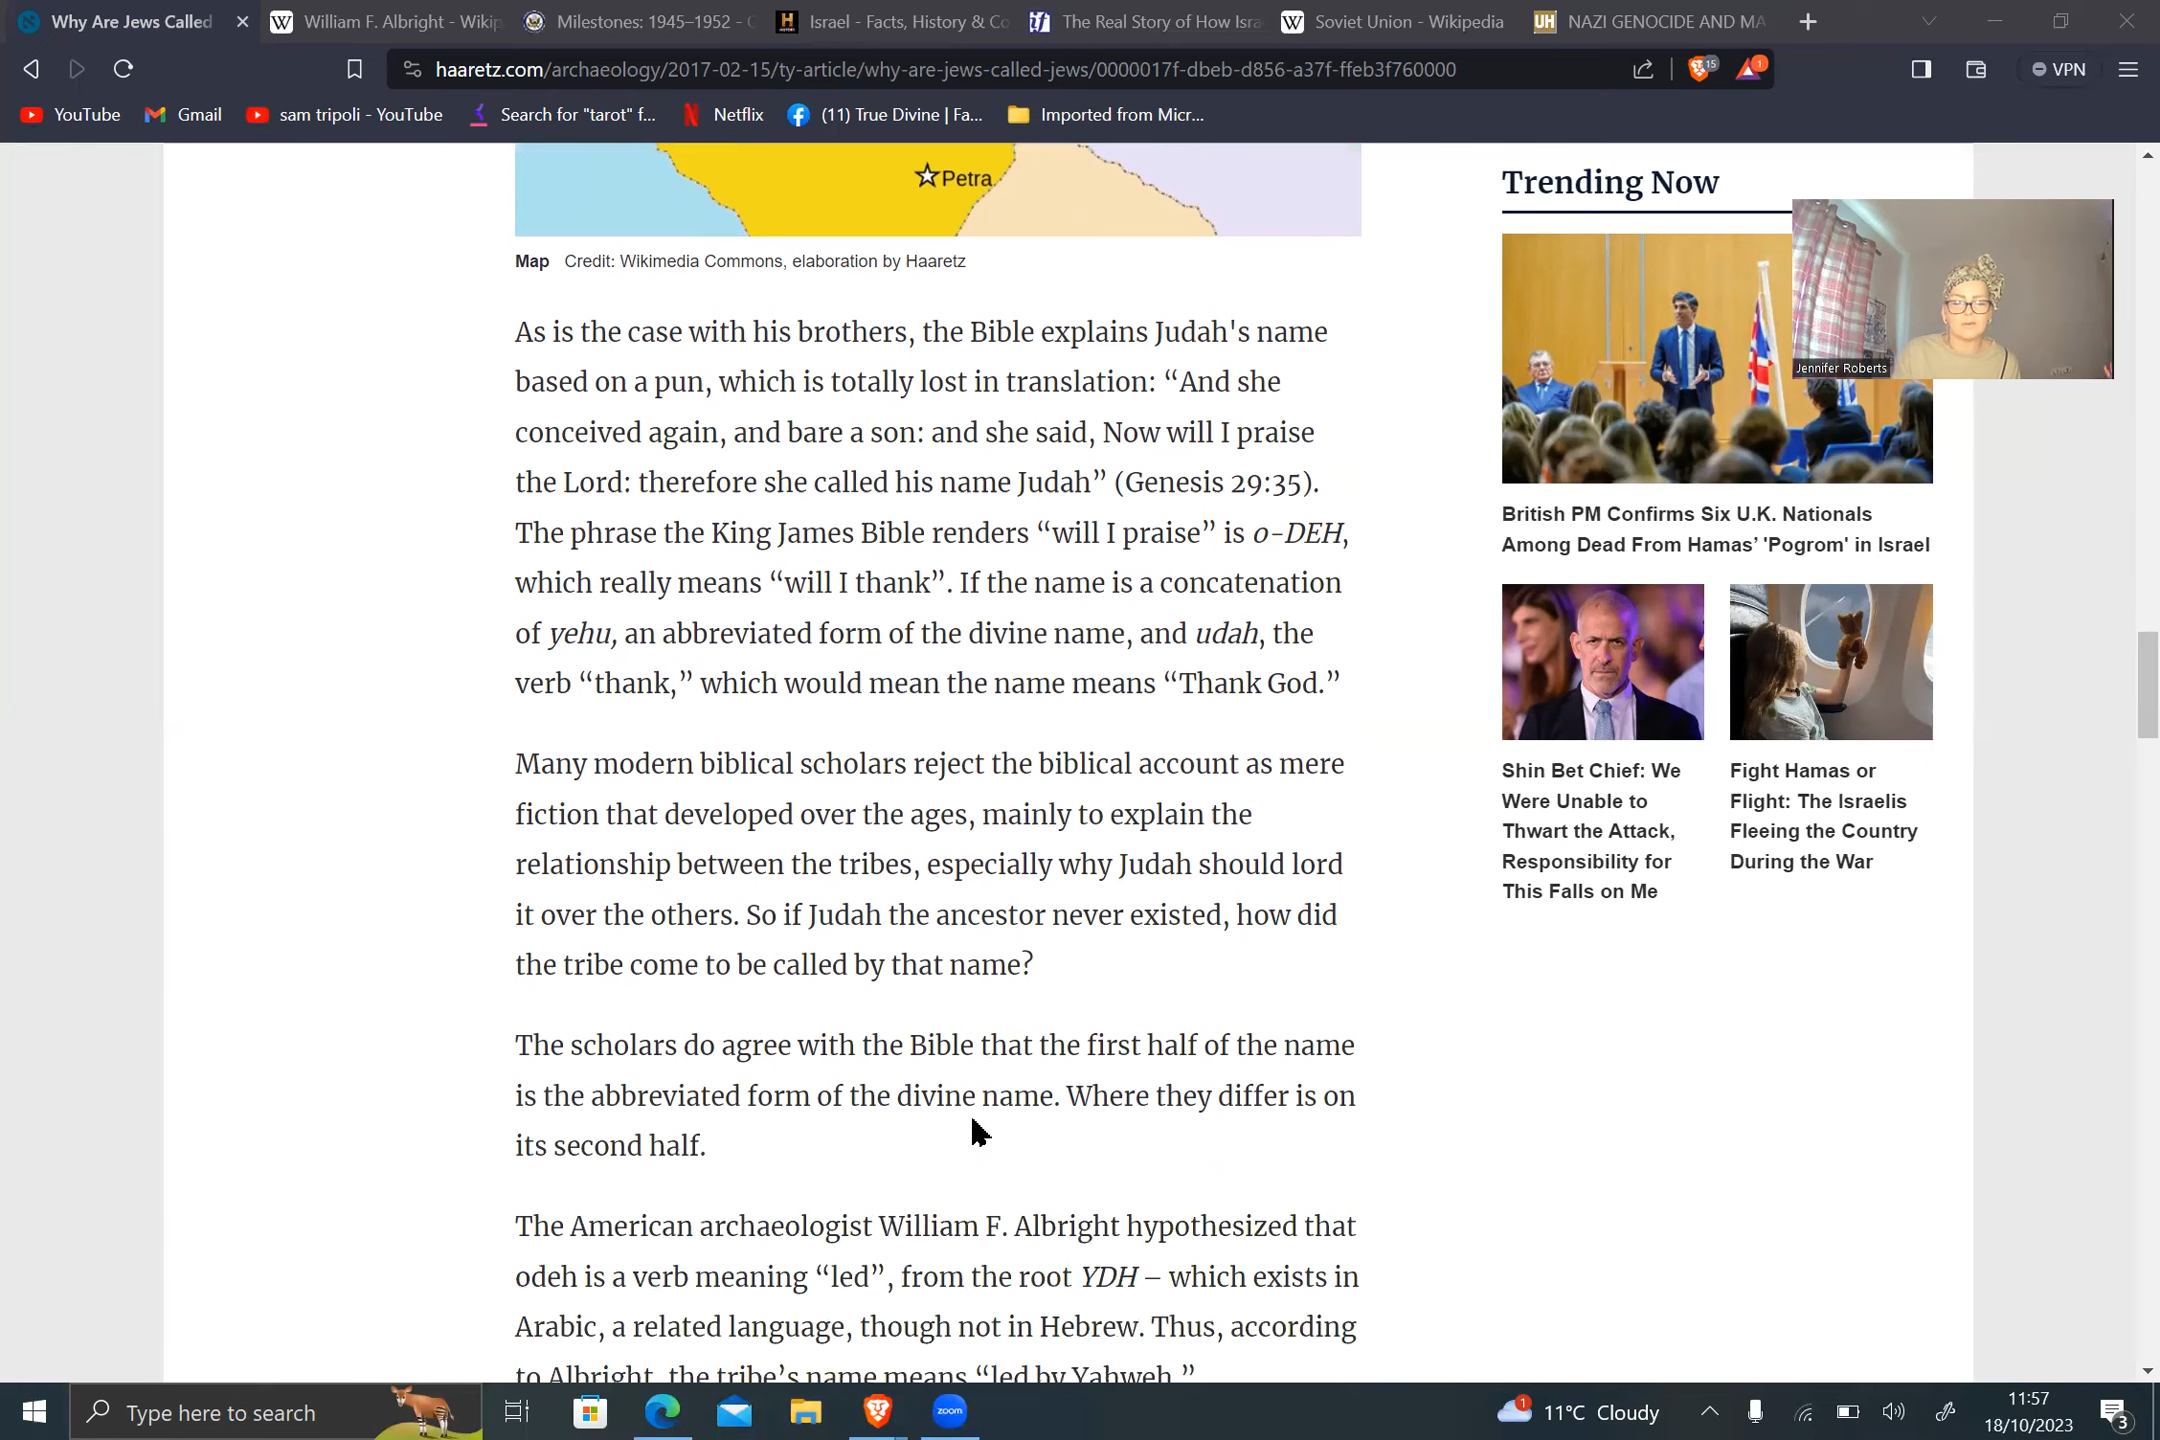 Why Are Jews Called
William F. Albright - Wikip
Milestones: 1945–1952 - O
Israel - Facts, History & Co
The Real Story of How Isra
Soviet Union - Wikipedia
NAZI GENOCIDE AND MA
haaretz.com/archaeology/2017-02-15/ty-article/why-are-jews-called-jews/0000017f-dbeb-d856-a37f-ffeb3f760000
15
1
VPN
YouTube
Gmail
sam tripoli - YouTube
Search for "tarot" f...
Netflix
(11) True Divine | Fa...
Imported from Micr...
Petra
Map Credit: Wikimedia Commons, elaboration by Haaretz
As is the case with his brothers, the Bible explains Judah's name
based on a pun, which is totally lost in translation: “And she
conceived again, and bare a son: and she said, Now will I praise
the Lord: therefore she called his name Judah” (Genesis 29:35).
The phrase the King James Bible renders “will I praise” is o-DEH,
which really means “will I thank”. If the name is a concatenation
of yehu, an abbreviated form of the divine name, and udah, the
verb “thank,” which would mean the name means “Thank God.”
Many modern biblical scholars reject the biblical account as mere
fiction that developed over the ages, mainly to explain the
relationship between the tribes, especially why Judah should lord
it over the others. So if Judah the ancestor never existed, how did
the tribe come to be called by that name?
The scholars do agree with the Bible that the first half of the name
is the abbreviated form of the divine name. Where they differ is on
its second half.
The American archaeologist William F. Albright hypothesized that
odeh is a verb meaning “led”, from the root YDH – which exists in
Arabic, a related language, though not in Hebrew. Thus, according
to Albright, the tribe’s name means “led by Yahweh.”
Trending Now
Jennifer Roberts
British PM Confirms Six U.K. Nationals
Among Dead From Hamas’ 'Pogrom' in Israel
Shin Bet Chief: We
Were Unable to
Thwart the Attack,
Responsibility for
This Falls on Me
Fight Hamas or
Flight: The Israelis
Fleeing the Country
During the War
Type here to search
zoom
1
11°C Cloudy
11:57
18/10/2023
3